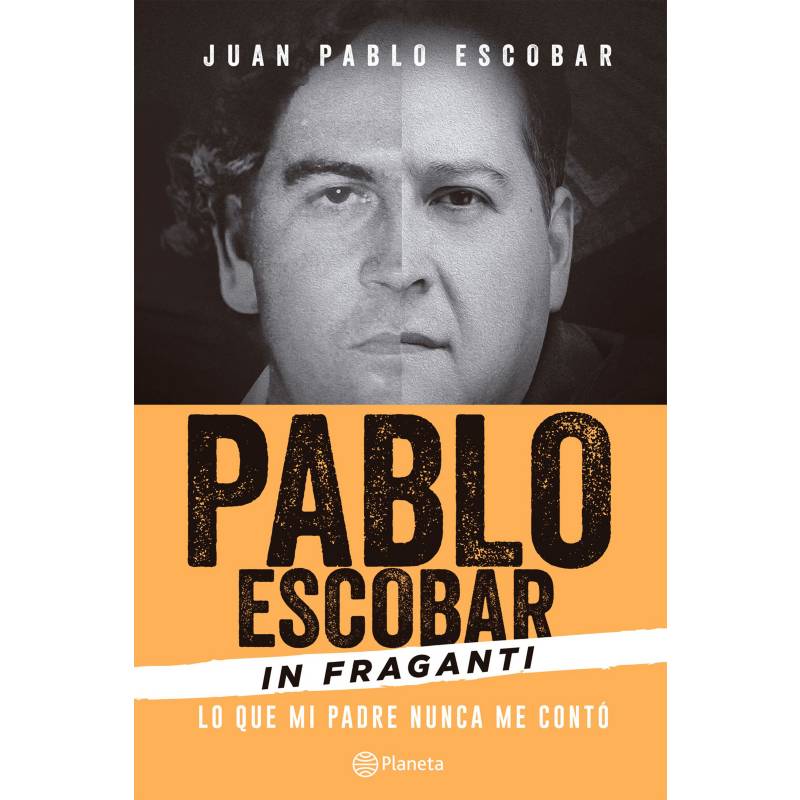 JUAN PABLO ESCOBAR
PABLO
ESCOBAR
IN FRAGANTI
LO QUE MI PADRE NUNCA ME CONTÓ
Planeta